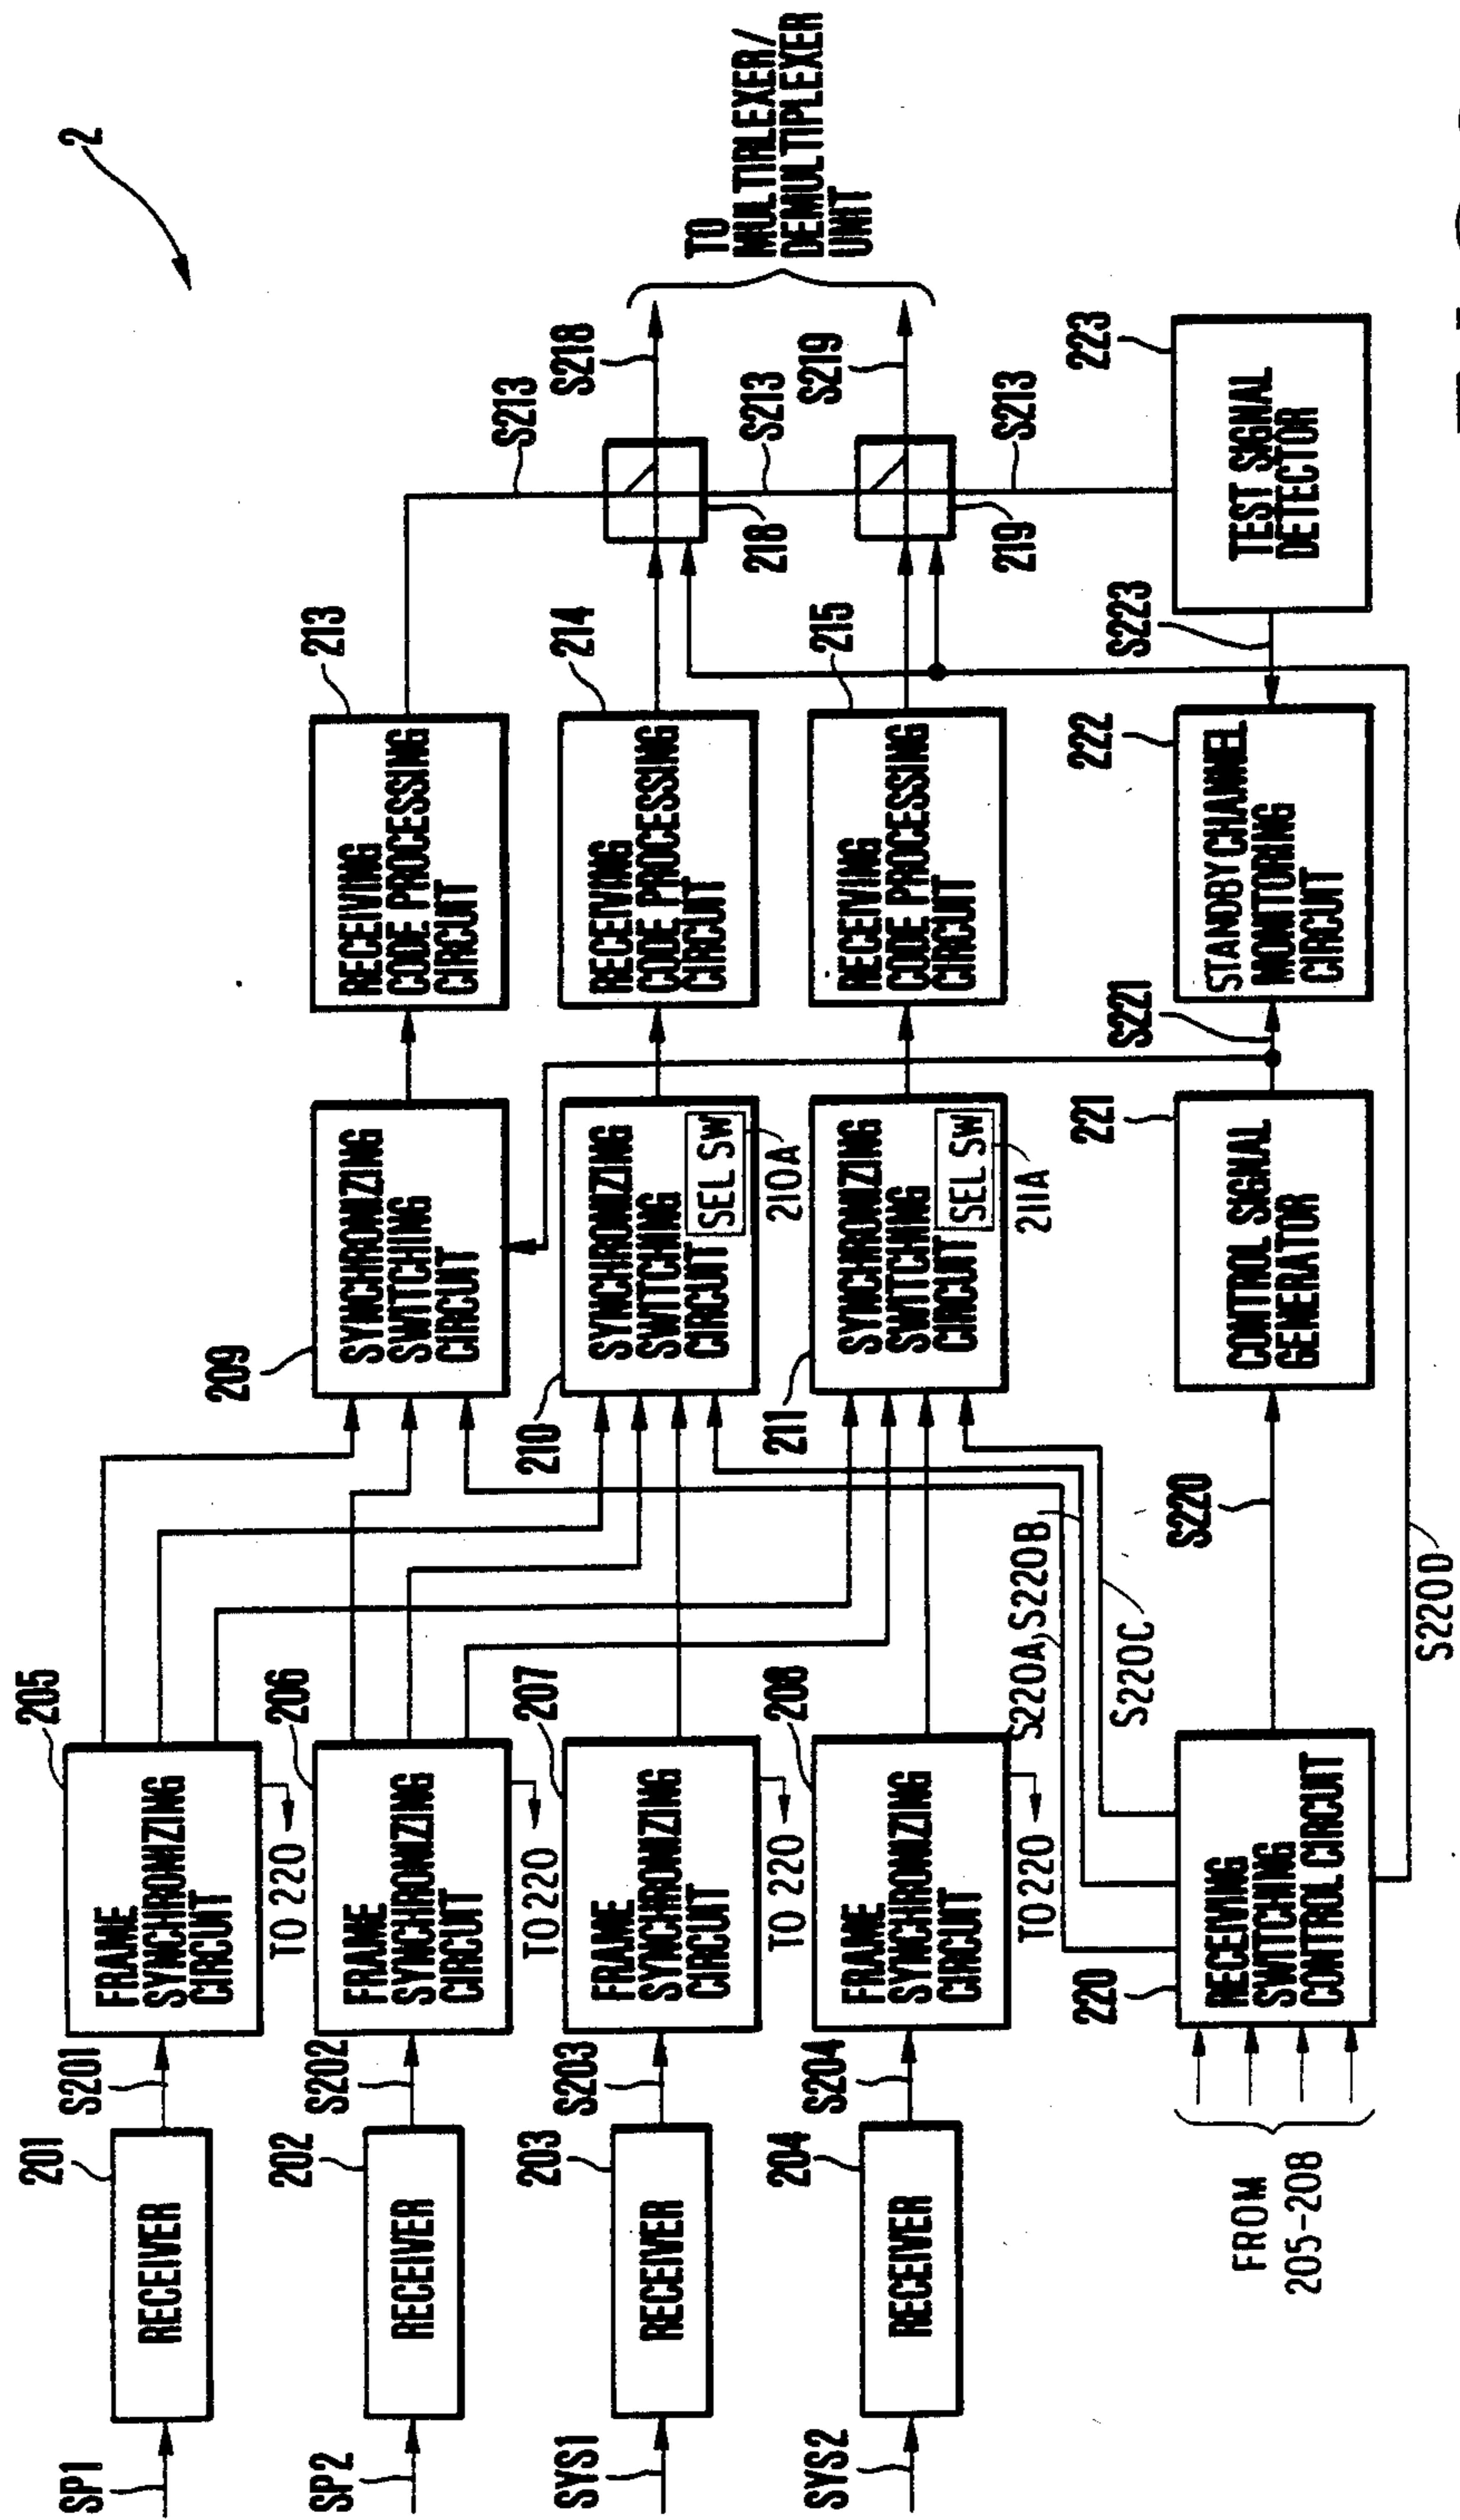 2
SP1
201
RECEIVER
S201
205
FRAME
SYNCHRONIZING
CIRCUIT
TO 220
SP2
202
RECEIVER
S202
206
FRAME
SYNCHRONIZING
CIRCUIT
TO 220
SYS1
203
RECEIVER
S203
207
FRAME
SYNCHRONIZING
CIRCUIT
TO 220
SYS2
204
RECEIVER
S204
208
FRAME
SYNCHRONIZING
CIRCUIT
TO 220
209
SYNCHRONIZING
SWITCHING
CIRCUIT
210
SYNCHRONIZING
SWITCHING
CIRCUIT
SEL SW
210A
211
SYNCHRONIZING
SWITCHING
CIRCUIT
SEL SW
211A
213
RECEIVING
CODE PROCESSING
CIRCUIT
214
RECEIVING
CODE PROCESSING
CIRCUIT
215
RECEIVING
CODE PROCESSING
CIRCUIT
S213
S218
218
S213
S219
219
S213
TO
MULTIRLEXER/
DEMULTIPLEXER
UNIT
FROM
205-208
220
RECEIVING
SWITCHING
CONTROL CIRCUIT
S220A, S220B
S220C
S220
S220D
221
CONTROL SIGNAL
GENERATOR
S221
222
STANDBY CHANNEL
MONITORING
CIRCUIT
S223
223
TEST SIGNAL
DETECTOR